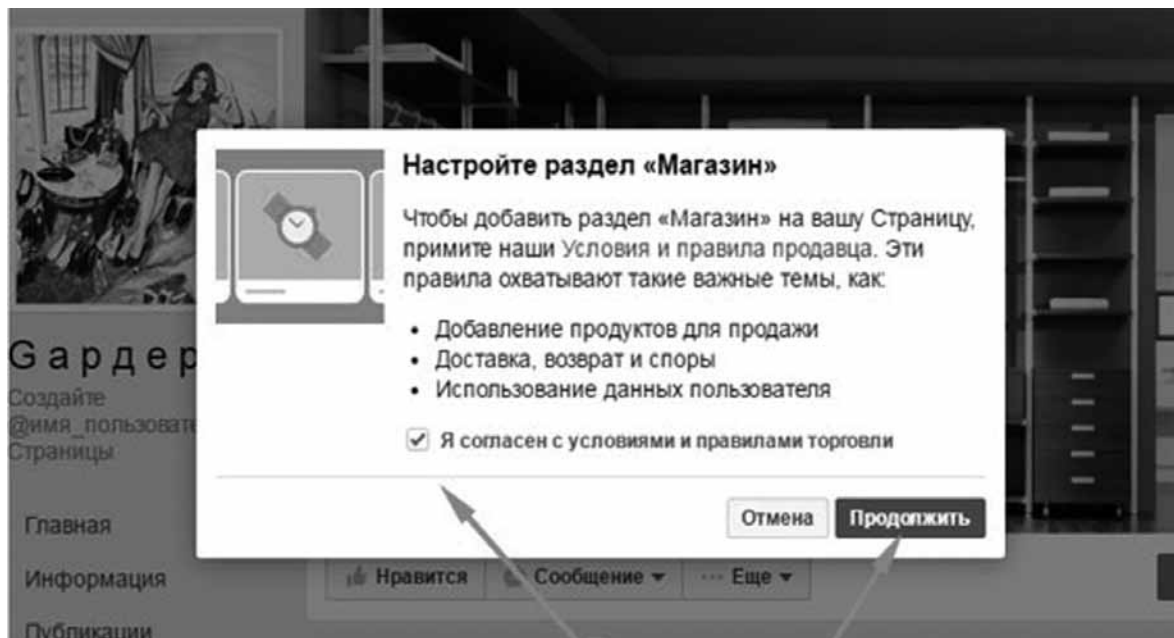 Настройте раздел «Магазин»
Чтобы добавить раздел «Магазин» на вашу Страницу,
примите наши Условия и правила продавца. Эти
правила охватывают такие важные темы, как:
• Добавление продуктов для продажи
• Доставка, возврат и споры
• Использование данных пользователя
Я согласен с условиями и правилами торговли
Отмена
Продолжить
Gардер
Создайте
@имя_пользовате
Страницы
Главная
Информация
Публикации
Нравится
Сообщение
Еще